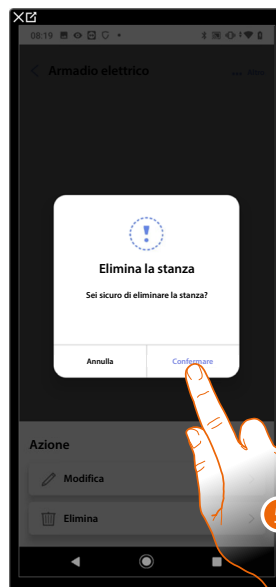 08:19
Armadio elettrico
Elimina la stanza
Sei sicuro di eliminare la stanza?
Annulla
Confermare
Azione
Modifica
Elimina